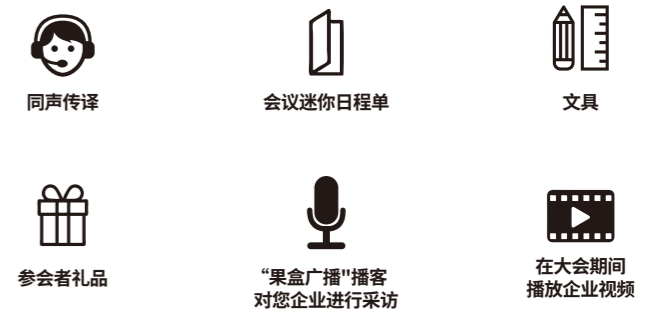 同声传译
会议迷你日程单
文具
参会者礼品
“果盒广播"播客
对您企业进行采访
在大会期间
播放企业视频